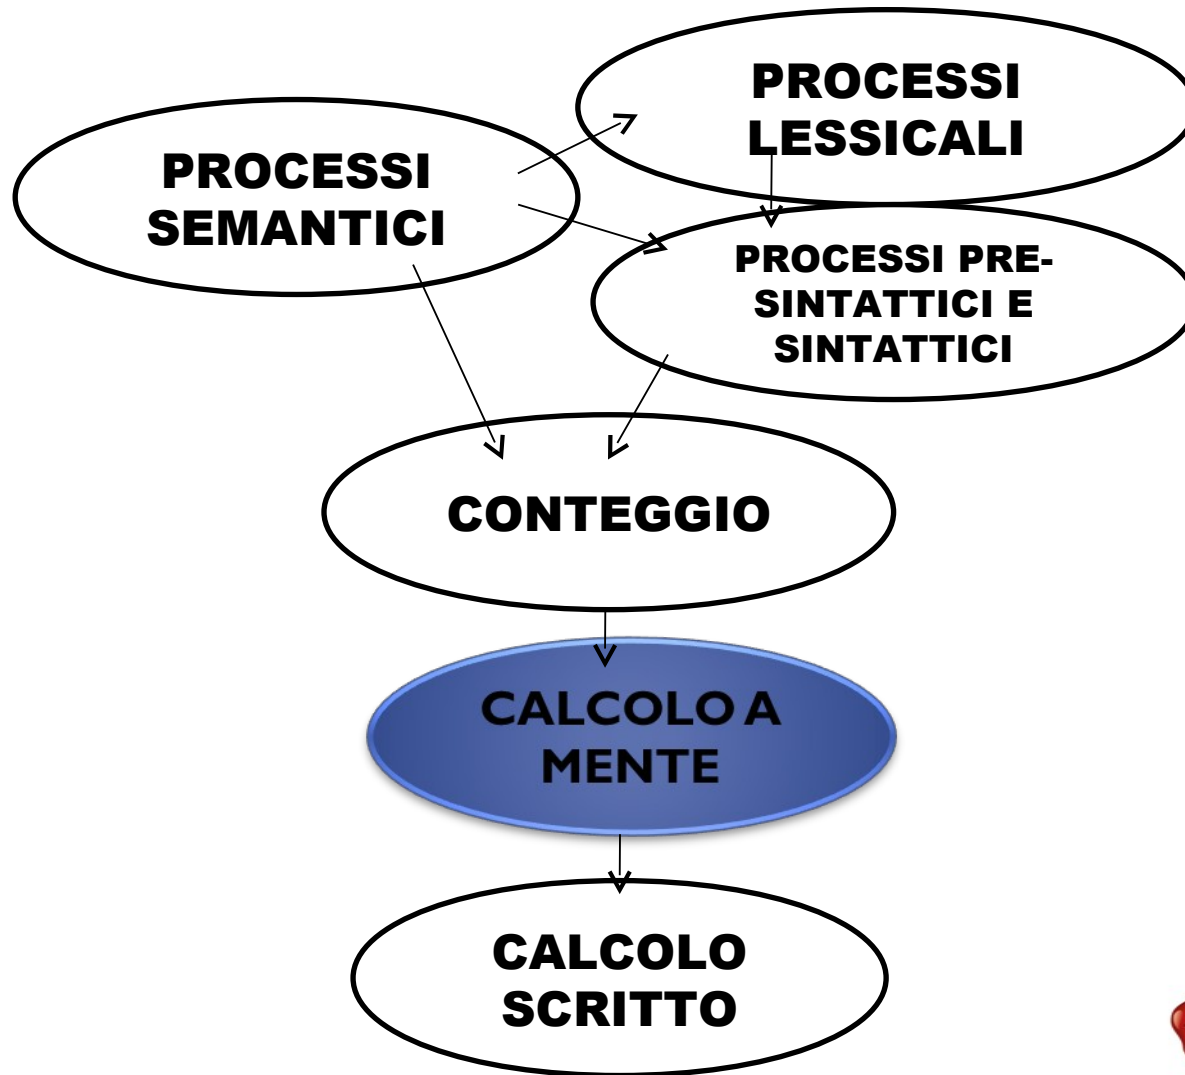 PROCESSI
LESSICALI
PROCESSI
SEMANTICI
PROCESSI PRE-
SINTATTICI E
SINTATTICI
CONTEGGIO
CALCOLO A
MENTE
CALCOLO
SCRITTO